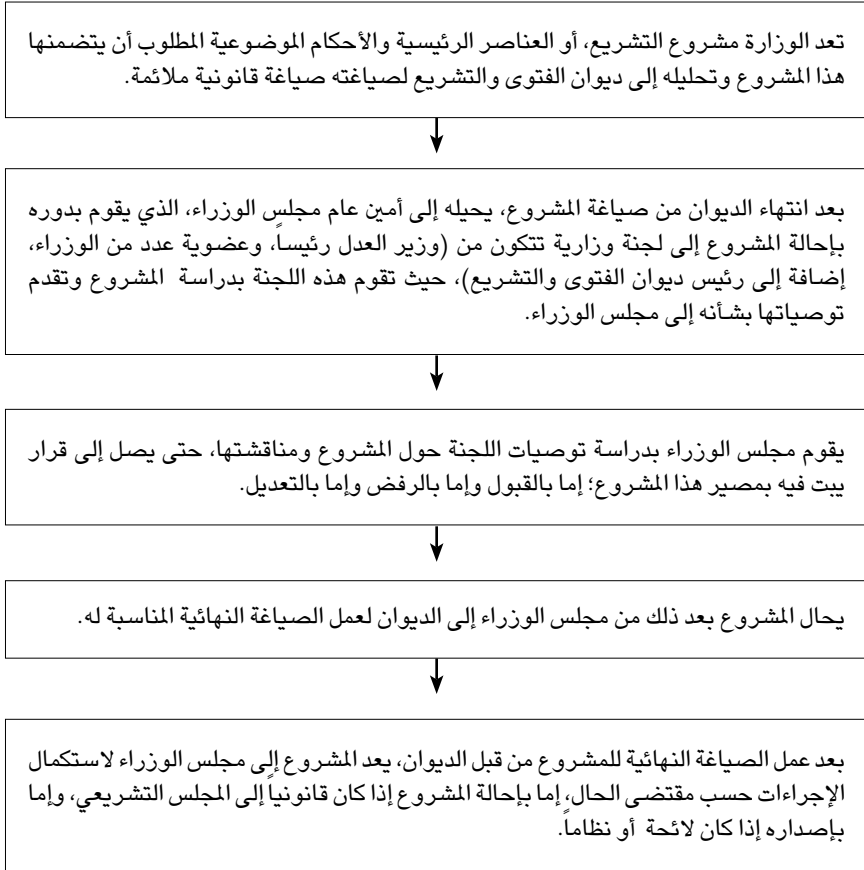 تعد الوزارة مشروع التشريع، أو العناصر الرئيسية والأحكام الموضوعية المطلوب أن يتضمنها
هذا المشروع وتحليله إلى ديوان الفتوى والتشريع لصياغته صياغة قانونية ملائمة.
بعد انتهاء الديوان من صياغة المشروع، يحيله إلى أمين عام مجلس الوزراء، الذي يقوم بدوره
بإحالة المشروع إلى لجنة وزارية تتكون من (وزير العدل رئيساً، وعضوية عدد من الوزراء،
إضافة إلى رئيس ديوان الفتوى والتشريع)، حيث تقوم هذه اللجنة بدراسة المشروع وتقدم
توصياتها بشأنه إلى مجلس الوزراء.
يقوم مجلس الوزراء بدراسة توصيات اللجنة حول المشروع ومناقشتها، حتى يصل إلى قرار
يبت فيه بمصير هذا المشروع؛ إما بالقبول وإما بالرفض وإما بالتعديل.
يحال المشروع بعد ذلك من مجلس الوزراء إلى الديوان لعمل الصياغة النهائية المناسبة له.
بعد عمل الصياغة النهائية للمشروع من قبل الديوان، يعد المشروع إلى مجلس الوزراء لاستكمال
الإجراءات حسب مقتضى الحال، إما بإحالة المشروع إذا كان قانونياً إلى المجلس التشريعي، وإما
بإصداره إذا كان لائحة أو نظاماً.